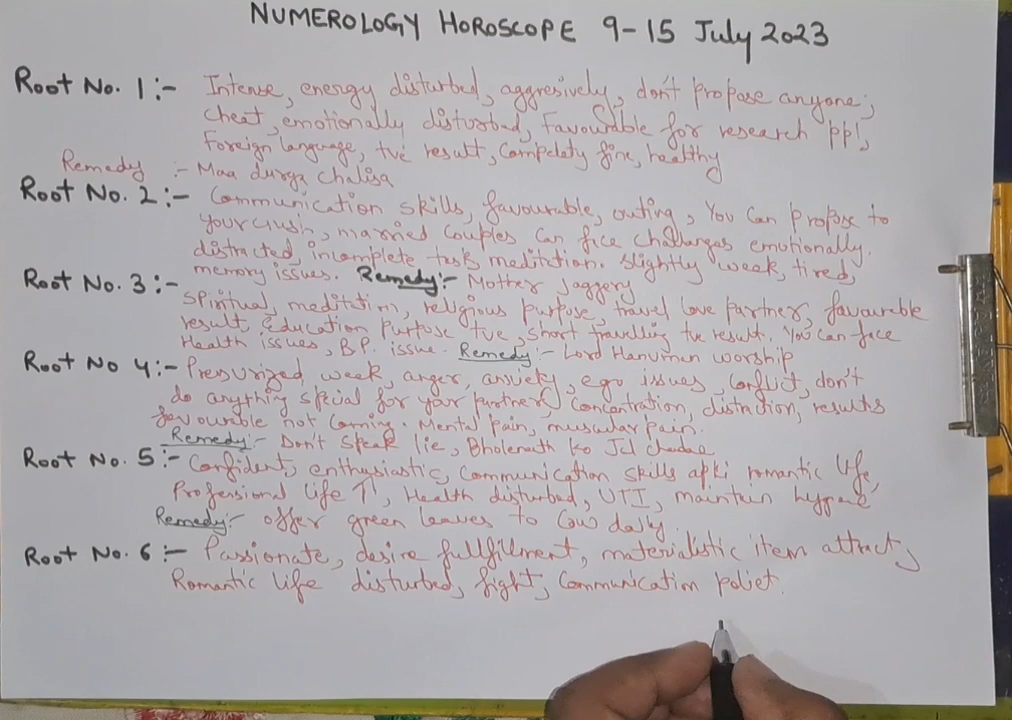 NUMEROLOGY HOROSCOPE 9-15 July 2023
Root No. 1:- Intense, energy disturbed, aggresively, don't propose anyone,
Cheat, emotionally disturbed, Favourable for research ppl,
Foreign language, +ve result, Completely fine, healthy
Remedy :- Maa durga Chalisa
Root No. 2:- Communication skills, favourable, outing, You Can propose to
your crush, married couples can face challanges emotionally.
distracted, incomplete task, meditation. slightly week, tired,
memory issues. Remedy:- Mother Jaggery
Root No. 3:- Spiritual, meditation, religious purpose, travel love partner, favourable
result, education purpose +ve, short travelling +ve result. You can face
Health issues, B.P. issue. Remedy:- Lord Hanuman worship
Root No 4:- Pressurized, week, anger, anxiety, ego issues, conflict, don't
do anything special for your partner, Concentration, distraction, results
favourable not coming. Mental pain, muscular pain.
Remedy:- Don't speak lie, Bholenath ko Jal
Root No. 5:- Confident, enthusiastic, Communication skills apki romantic life,
Professional life ↑, Health disturbed, UTI, maintain
Remedy:- offer green leaves to Cow daily.
Root No. 6:- Passionate, desire fullfillment, materialistic item attract,
Romantic life disturbed, fight, Communication